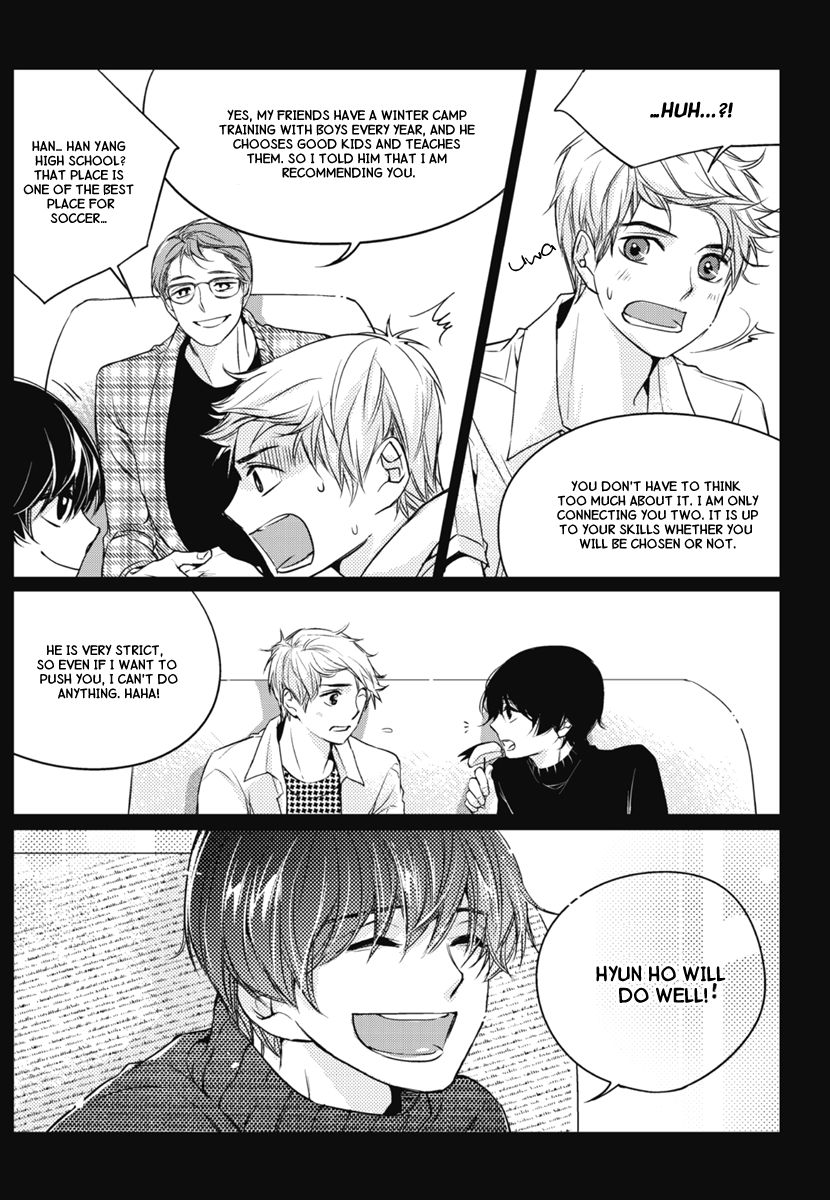 ...HUH...?!
UWA
YES, MY FRIENDS HAVE A WINTER CAMP
TRAINING WITH BOYS EVERY YEAR, AND HE
CHOOSES GOOD KIDS AND TEACHES
THEM. SO I TOLD HIM THAT I AM
RECOMMENDING YOU.
HAN... HAN YANG
HIGH SCHOOL?
THAT PLACE IS
ONE OF THE BEST
PLACE FOR
SOCCER...
YOU DON'T HAVE TO THINK
TOO MUCH ABOUT IT. I AM ONLY
CONNECTING YOU TWO. IT IS UP
TO YOUR SKILLS WHETHER YOU
WILL BE CHOSEN OR NOT.
HE IS VERY STRICT,
SO EVEN IF I WANT TO
PUSH YOU, I CAN'T DO
ANYTHING. HAHA!
HYUN HO WILL
DO WELL!!